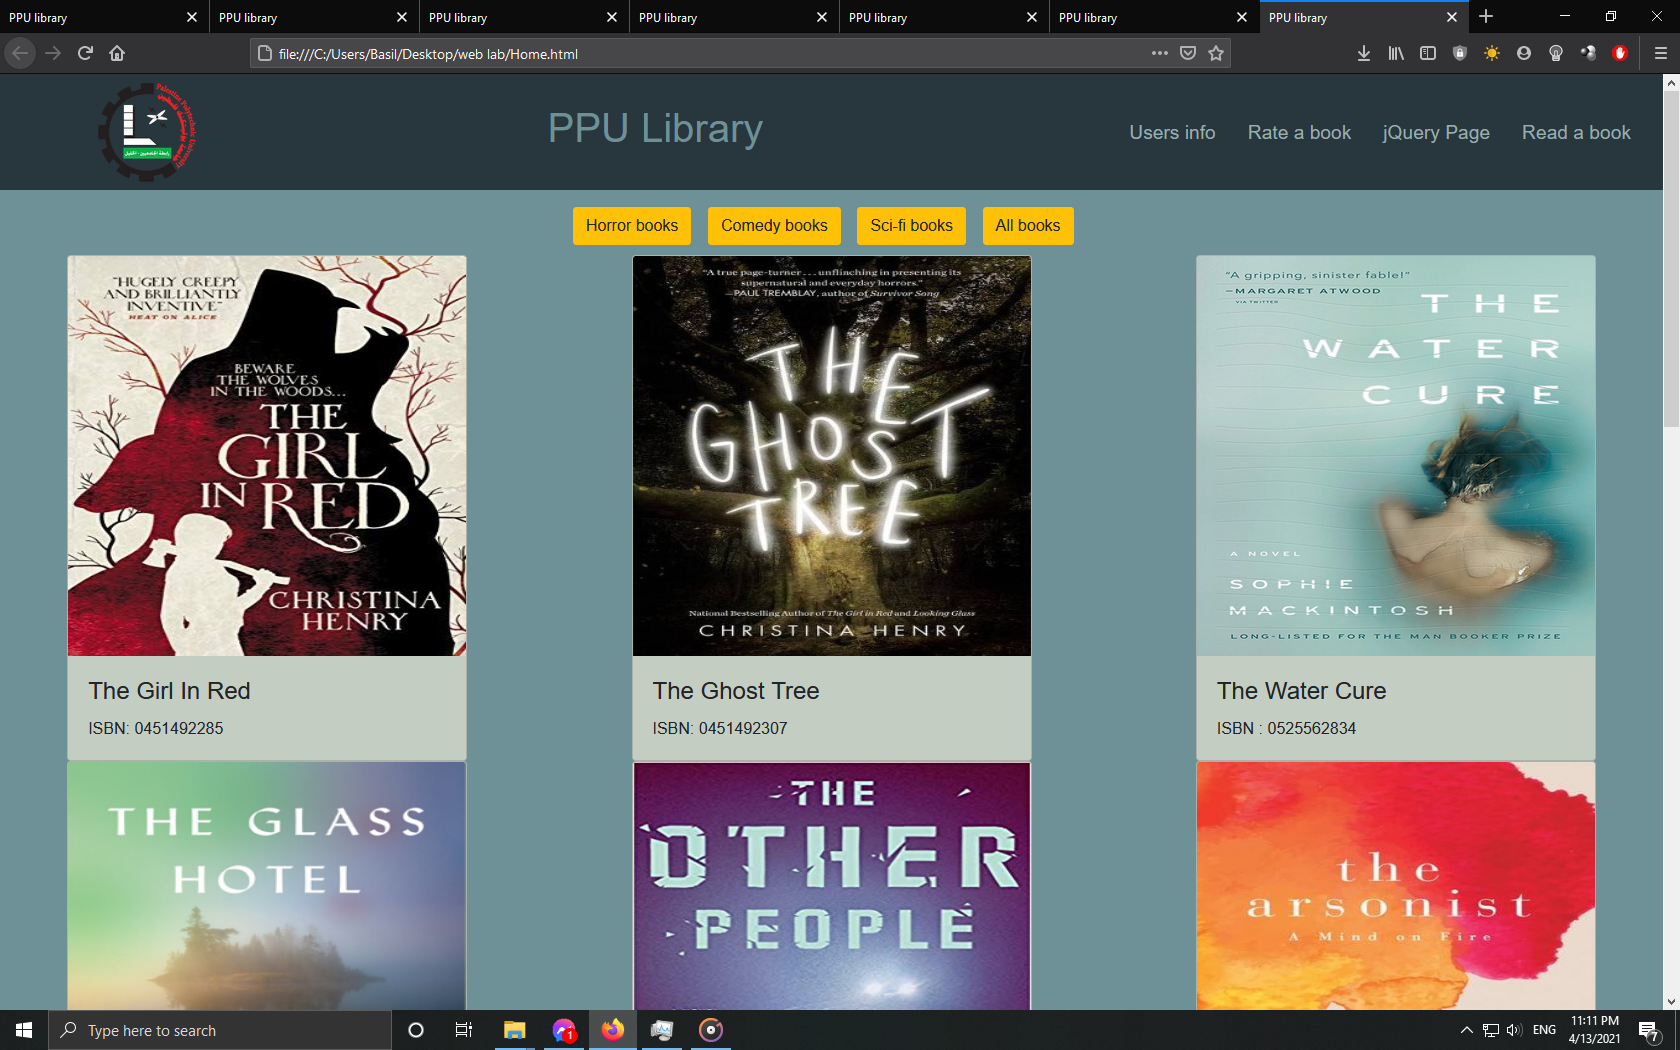 PPU library
PPU library
PPU library
PPU library
PPU library
PPU library
PPU library
file:///C:/Users/Basil/Desktop/web lab/Home.html
Palestine Polytechnic University
PPU Library
Users info
Rate a book
jQuery Page
Read a book
Horror books
Comedy books
Sci-fi books
All books
"HUGELY CREEPY
AND BRILLIANTLY
INVENTIVE"
HEAT ON ALICE
BEWARE
THE WOLVES
IN THE WOODS...
THE
GIRL
IN RED
CHRISTINA
HENRY
The Girl In Red
ISBN: 0451492285
"A true page-turner . . . unflinching in presenting its
supernatural and everyday horrors."
—PAUL TREMBLAY, author of Survivor Song
THE
GHOST
TREE
National Bestselling Author of The Girl in Red and Looking Glass
CHRISTINA HENRY
The Ghost Tree
ISBN: 0451492307
"A gripping, sinister fable!"
—MARGARET ATWOOD
VIA TWITTER
THE
WATER
CURE
A NOVEL
SOPHIE
MACKINTOSH
LONG-LISTED FOR THE MAN BOOKER PRIZE
The Water Cure
ISBN : 0525562834
THE GLASS
HOTEL
THE
OTHER
PEOPLE
the
arsonist
A Mind on Fire
Type here to search
1
ENG
11:11 PM
4/13/2021
7